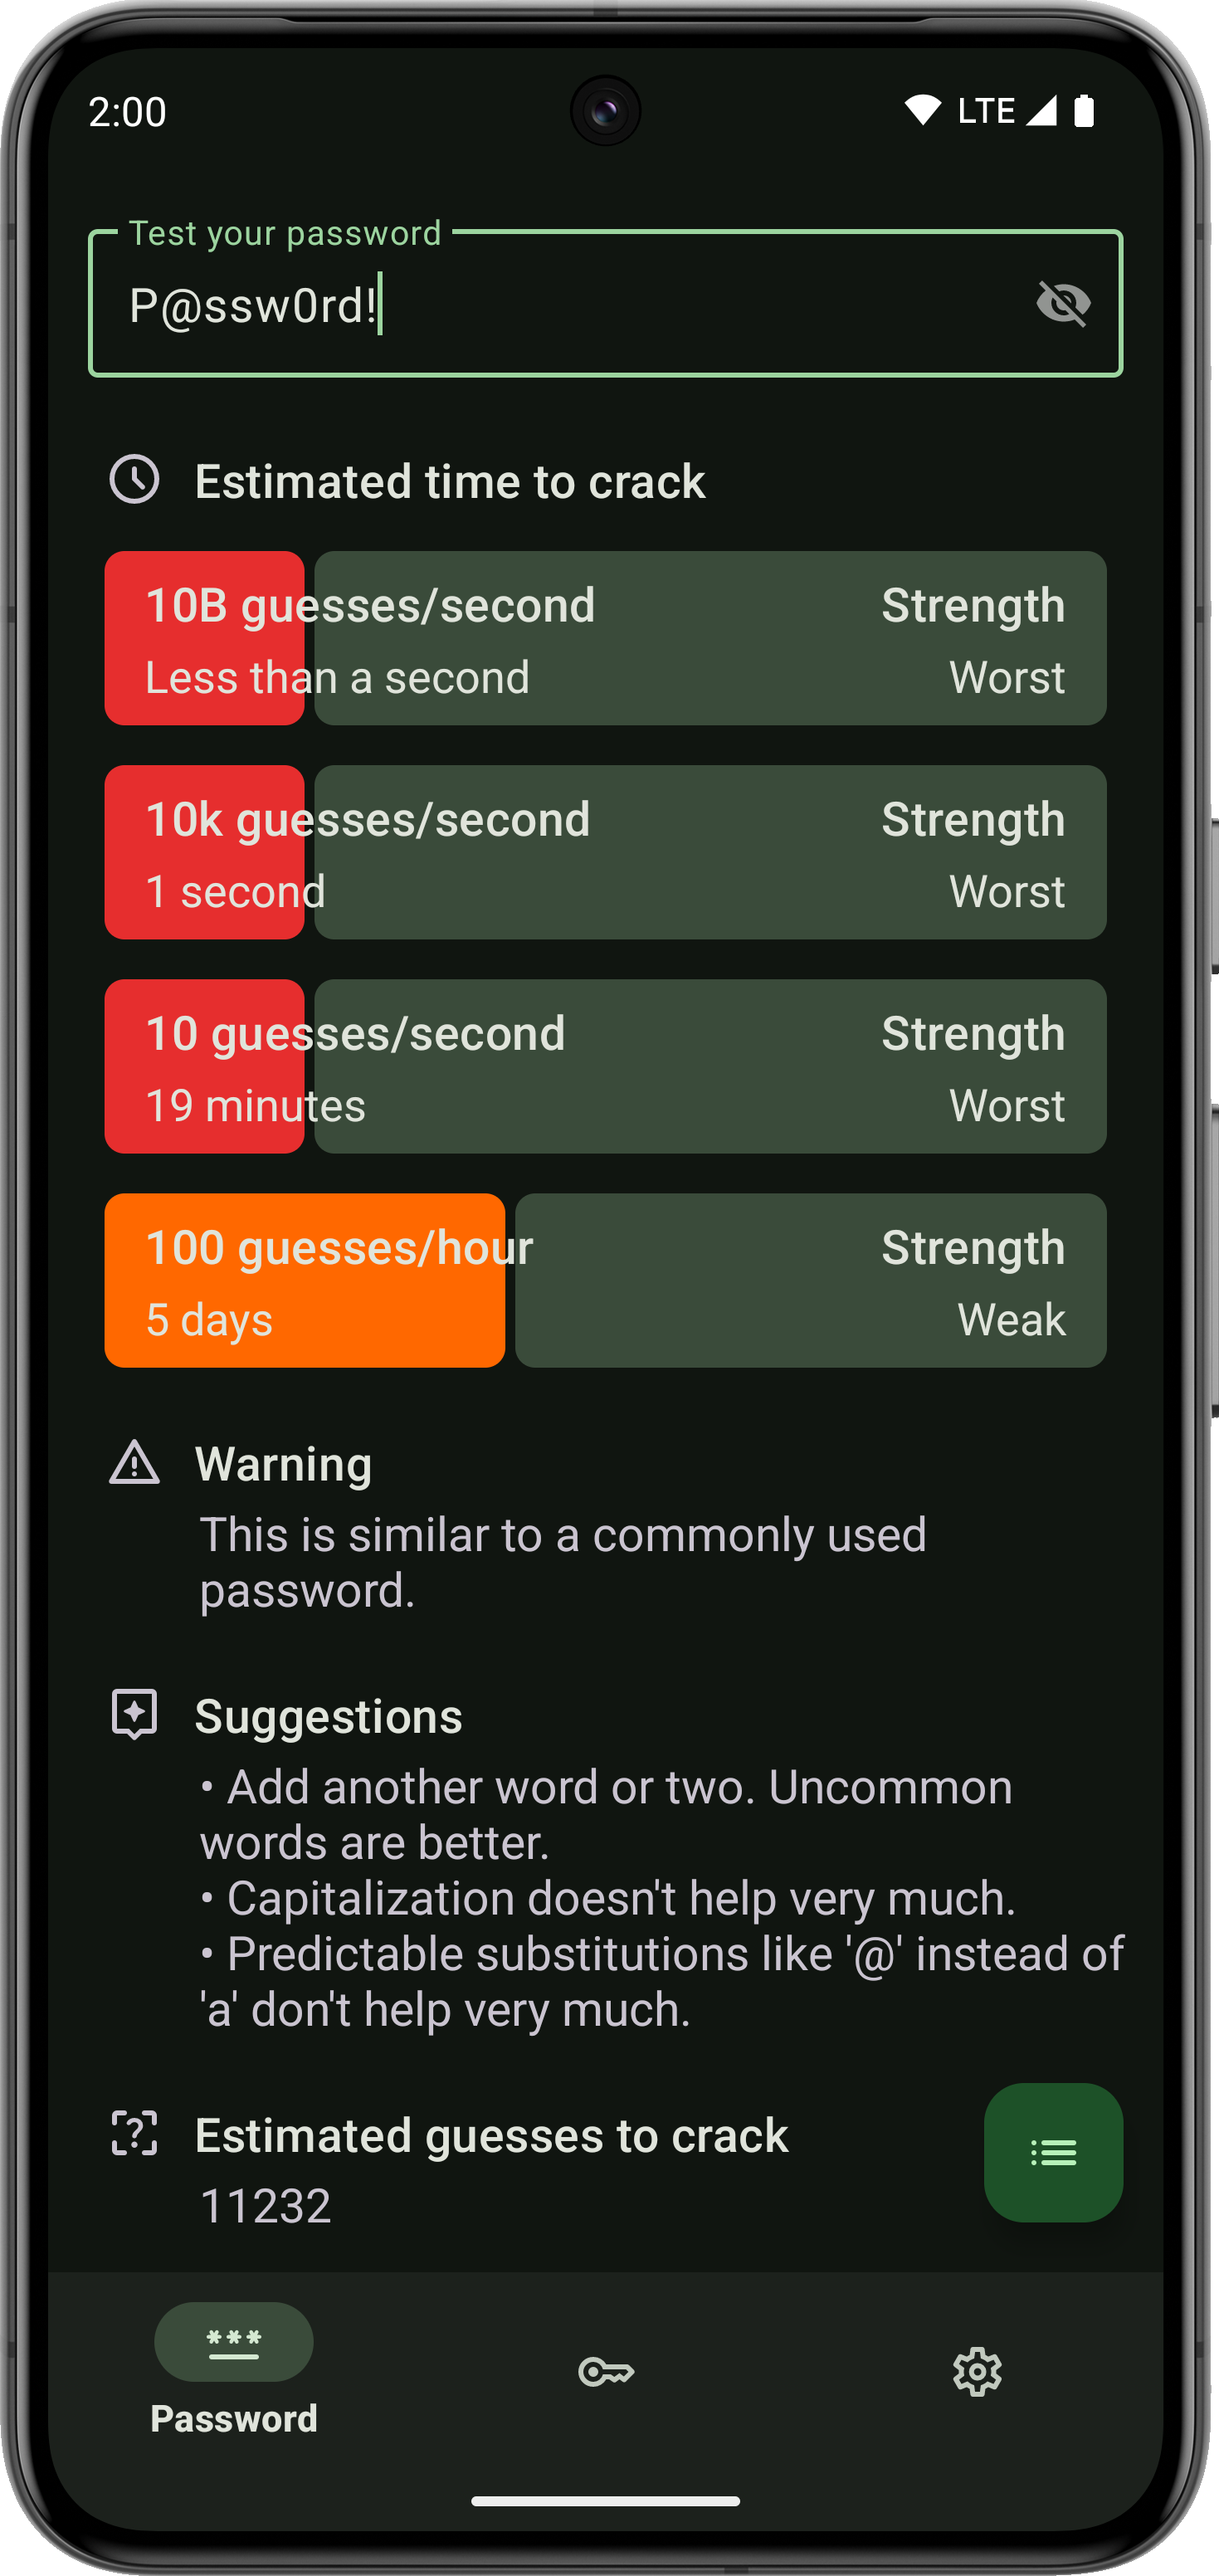 2:00
LTE
Test your password
P@ssw0rd!
Estimated time to crack
10B guesses/second Strength
Less than a second Worst
10k guesses/second Strength
1 second Worst
10 guesses/second Strength
19 minutes Worst
100 guesses/hour Strength
5 days Weak
Warning
This is similar to a commonly used
password.
Suggestions
• Add another word or two. Uncommon
words are better.
• Capitalization doesn't help very much.
• Predictable substitutions like '@' instead of
'a' don't help very much.
Estimated guesses to crack
11232
Password